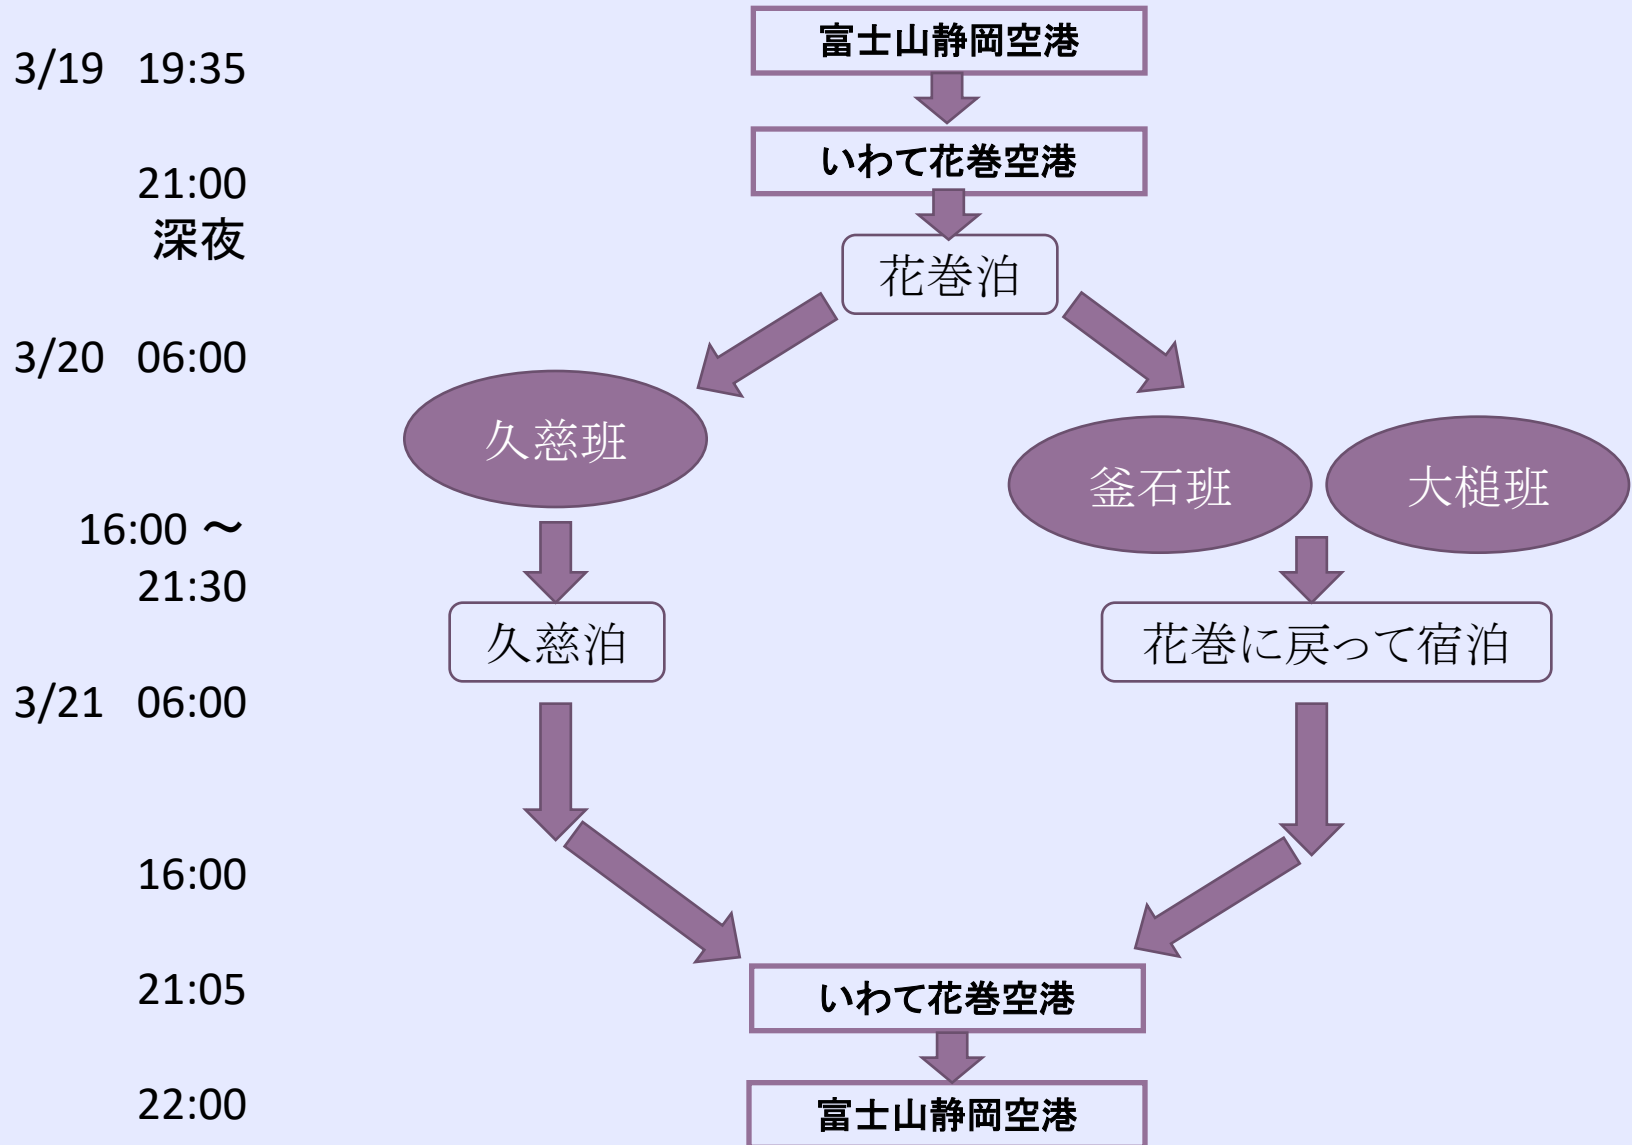 富士山静岡空港
3/19 19:35
いわて花巻空港
21:00
深夜
花巻泊
3/20 06:00
久慈班
釜石班
大槌班
16:00 ～
21:30
久慈泊
花巻に戻って宿泊
3/21 06:00
16:00
21:05
いわて花巻空港
22:00
富士山静岡空港